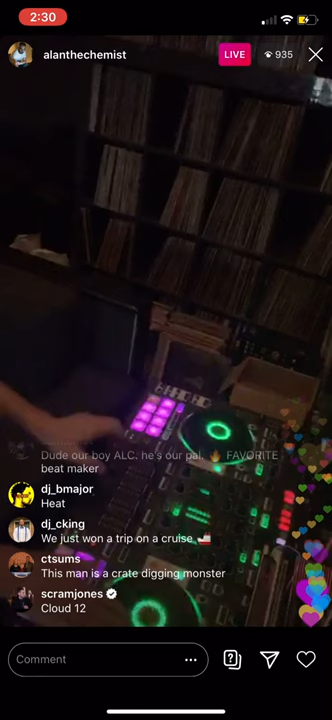 2:30
alanthechemist
LIVE
935
Dude our boy ALC. he's our pal. 🔥 FAVORITE
beat maker
dj_bmajor
Heat
dj_cking
We just won a trip on a cruise 🛳
ctsums
This man is a crate digging monster
scramjones
Cloud 12
Comment